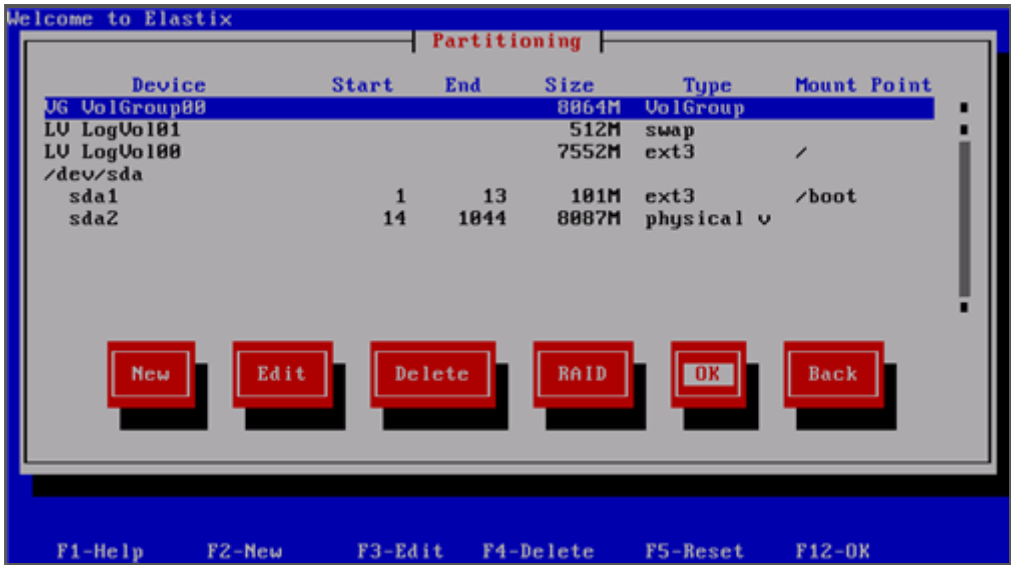 Welcome to Elastix
Partitioning
Device Start End Size Type Mount Point
VG VolGroup00 8064M VolGroup
LV LogVol01 512M swap
LV LogVol00 7552M ext3 /
/dev/sda
sda1 1 13 101M ext3 /boot
sda2 14 1044 8087M physical v
New Edit Delete RAID OK Back
F1-Help F2-New F3-Edit F4-Delete F5-Reset F12-OK